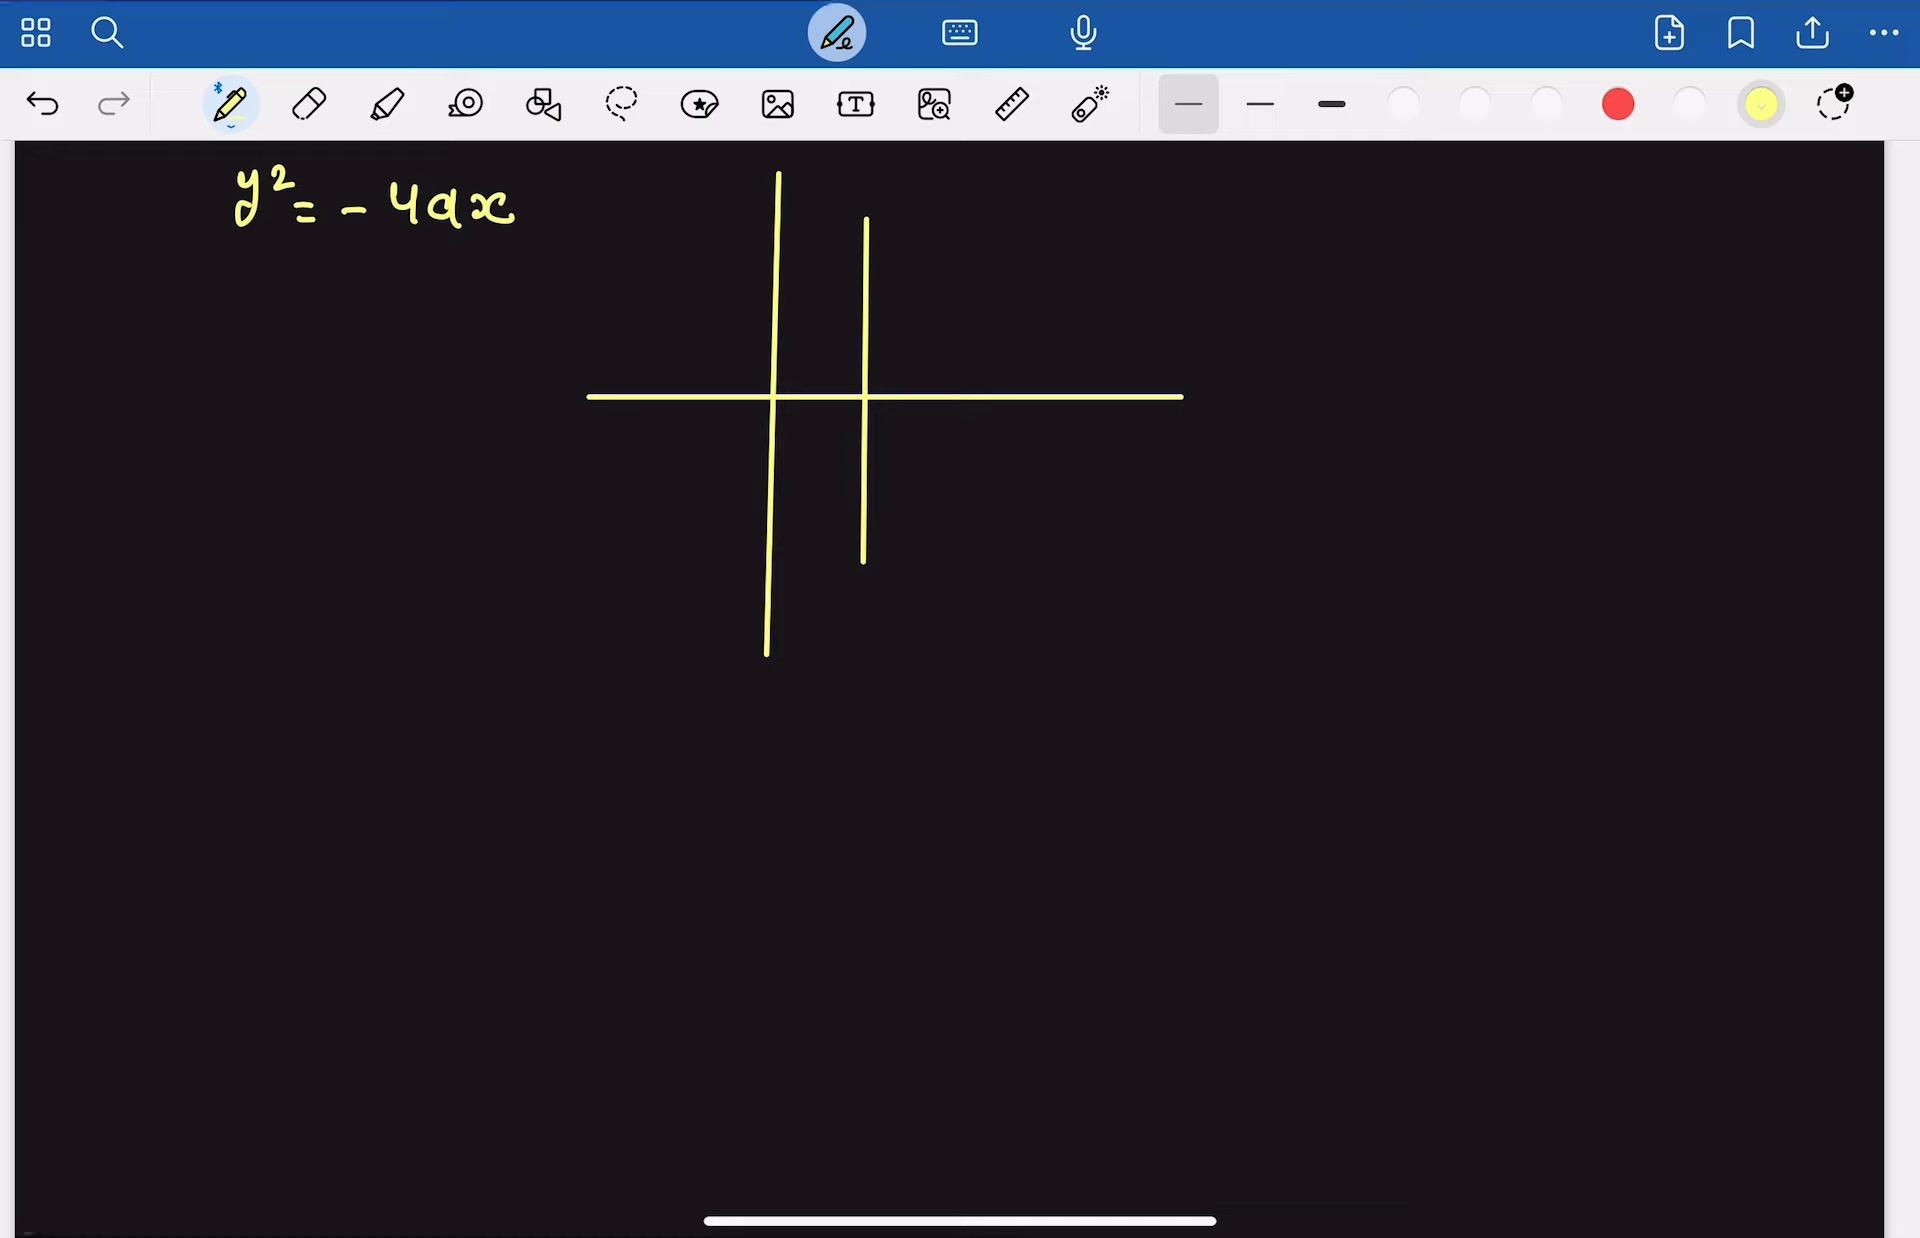 y² = - 4ax